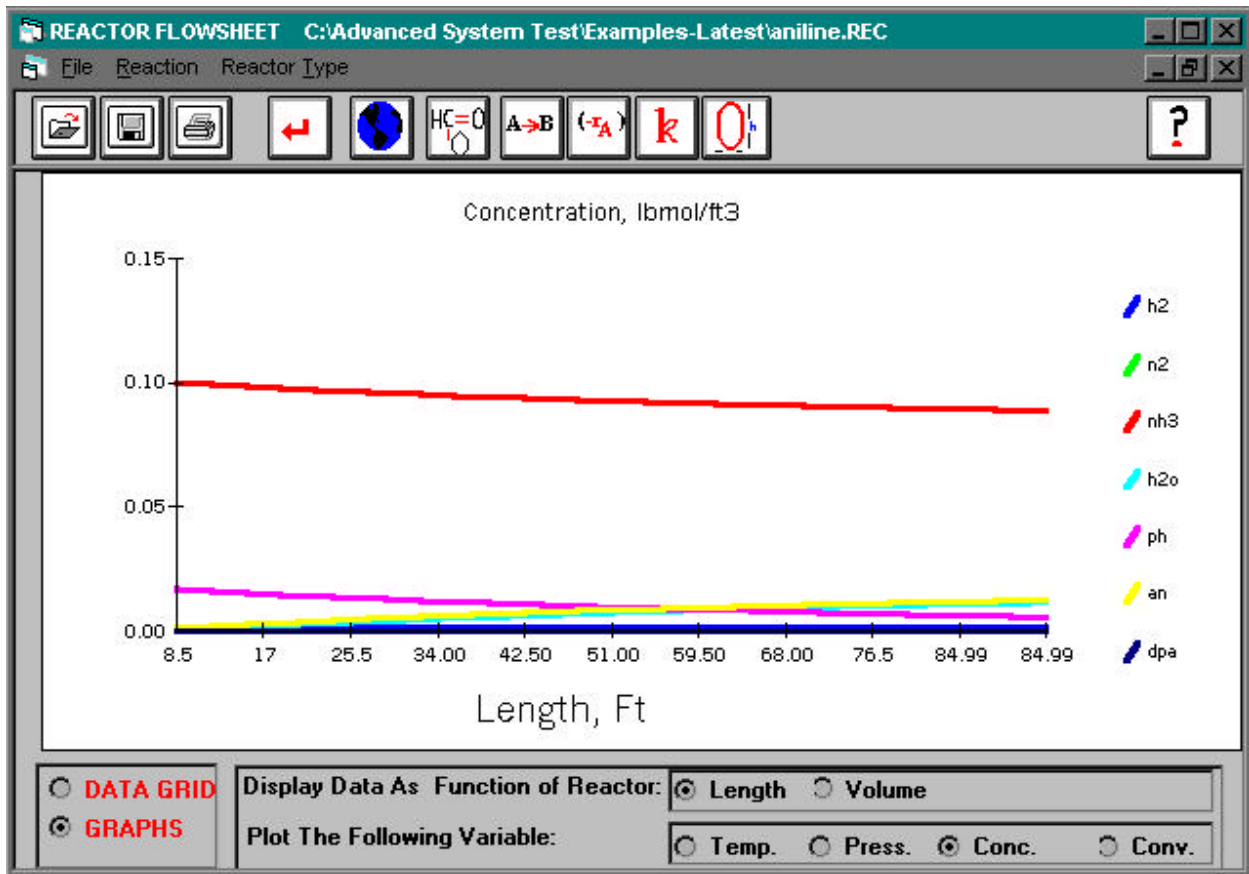 REACTOR FLOWSHEET C:\Advanced System Test\Examples-Latest\aniline.REC
File Reaction Reactor Type
HC=O A→B (-rA) k h ?
Concentration, lbmol/ft3
0.15
0.10
0.05
0.00
8.5 17 25.5 34.00 42.50 51.00 59.50 68.00 76.5 84.99 84.99
Length, Ft
h2
n2
nh3
h2o
ph
an
dpa
DATA GRID
GRAPHS
Display Data As Function of Reactor: Length Volume
Plot The Following Variable: Temp. Press. Conc. Conv.